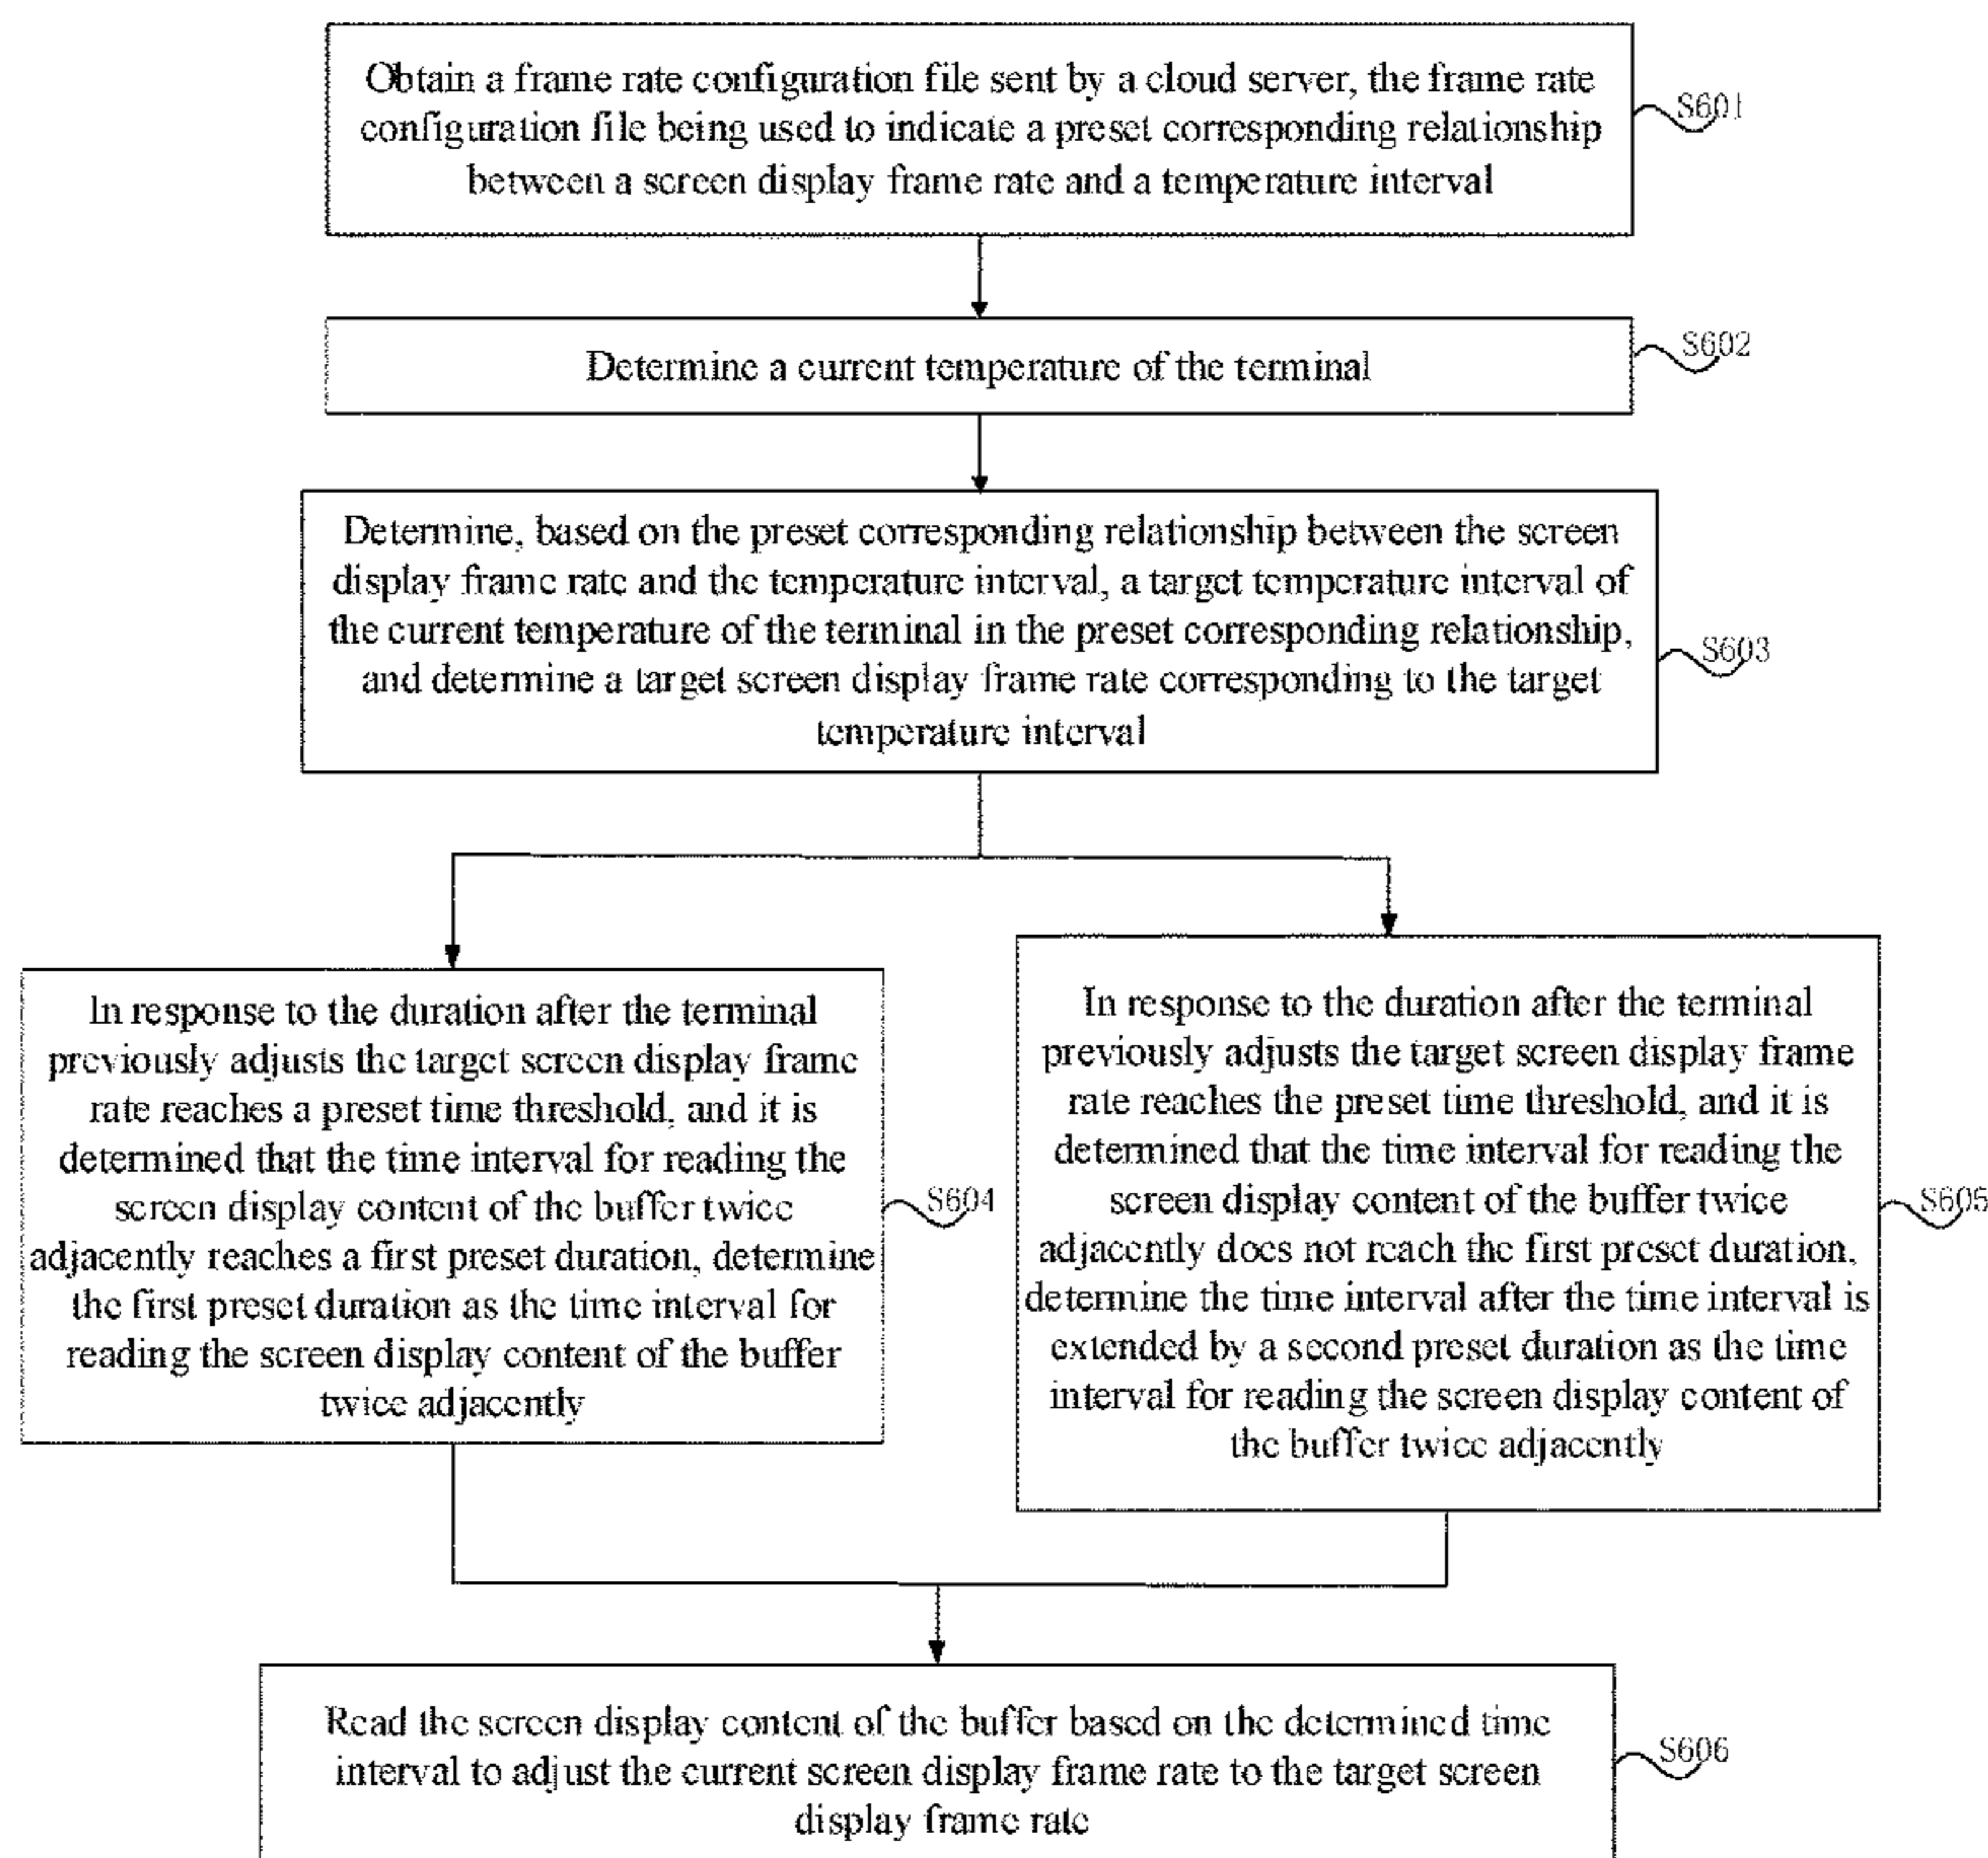 Obtain a frame rate configuration file sent by a cloud server, the frame rate
configuration file being used to indicate a preset corresponding relationship
between a screen display frame rate and a temperature interval
S601
Determine a current temperature of the terminal
S602
Determine, based on the preset corresponding relationship between the screen
display frame rate and the temperature interval, a target temperature interval of
the current temperature of the terminal in the preset corresponding relationship,
and determine a target screen display frame rate corresponding to the target
temperature interval
S603
In response to the duration after the terminal
previously adjusts the target screen display frame
rate reaches a preset time threshold, and it is
determined that the time interval for reading the
screen display content of the buffer twice
adjacently reaches a first preset duration, determine
the first preset duration as the time interval for
reading the screen display content of the buffer
twice adjacently
S604
In response to the duration after the terminal
previously adjusts the target screen display frame
rate reaches the preset time threshold, and it is
determined that the time interval for reading the
screen display content of the buffer twice
adjacently does not reach the first preset duration,
determine the time interval after the time interval is
extended by a second preset duration as the time
interval for reading the screen display content of
the buffer twice adjacently
S605
Read the screen display content of the buffer based on the determined time
interval to adjust the current screen display frame rate to the target screen
display frame rate
S606